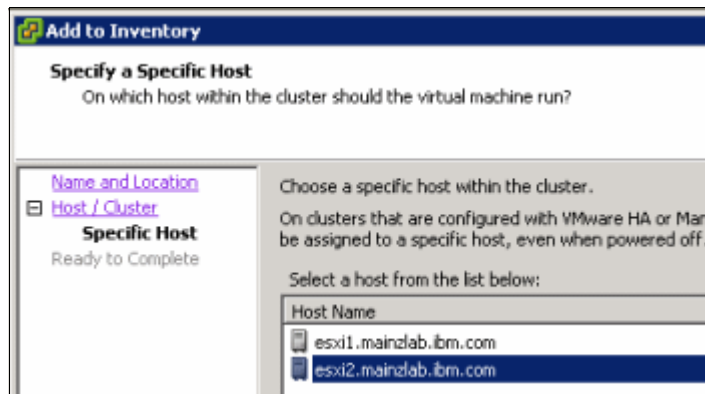 Add to Inventory
Specify a Specific Host
On which host within the cluster should the virtual machine run?
Name and Location
Host / Cluster
Specific Host
Ready to Complete
Choose a specific host within the cluster.
On clusters that are configured with VMware HA or Mar
be assigned to a specific host, even when powered off.
Select a host from the list below:
Host Name
esxi1.mainzlab.ibm.com
esxi2.mainzlab.ibm.com